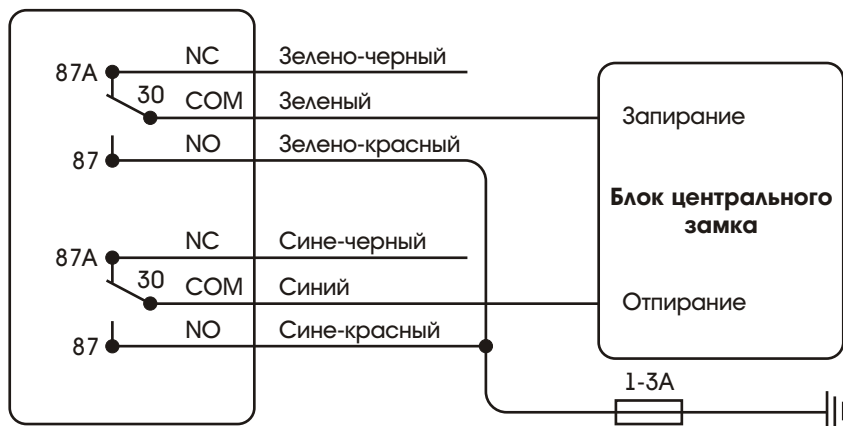 NC Зелено-черный
87A
30 COM Зеленый
Запирание
NO Зелено-красный
87
Блок центрального
замка
NC Сине-черный
87A
30 COM Синий
Отпирание
NO Сине-красный
87
1-3А